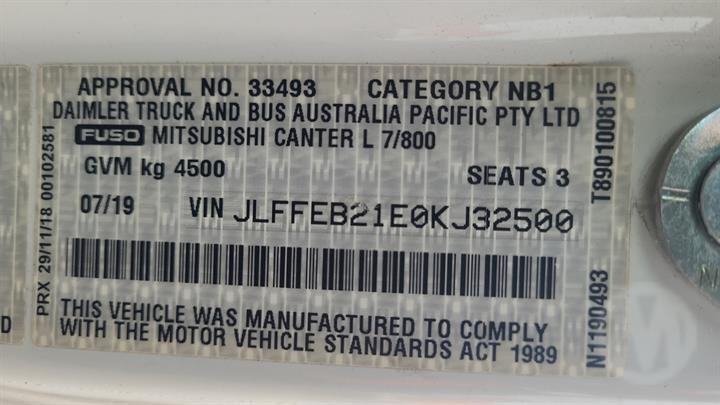 APPROVAL NO. 33493 CATEGORY NB1
DAIMLER TRUCK AND BUS AUSTRALIA PACIFIC PTY LTD
FUSO MITSUBISHI CANTER L 7/800
GVM kg 4500 SEATS 3
07/19 VIN JLFFEB21E0KJ32500
THIS VEHICLE WAS MANUFACTURED TO COMPLY
WITH THE MOTOR VEHICLE STANDARDS ACT 1989
PRX 29/11/18 00102581
N1190493 T890100815
D
M